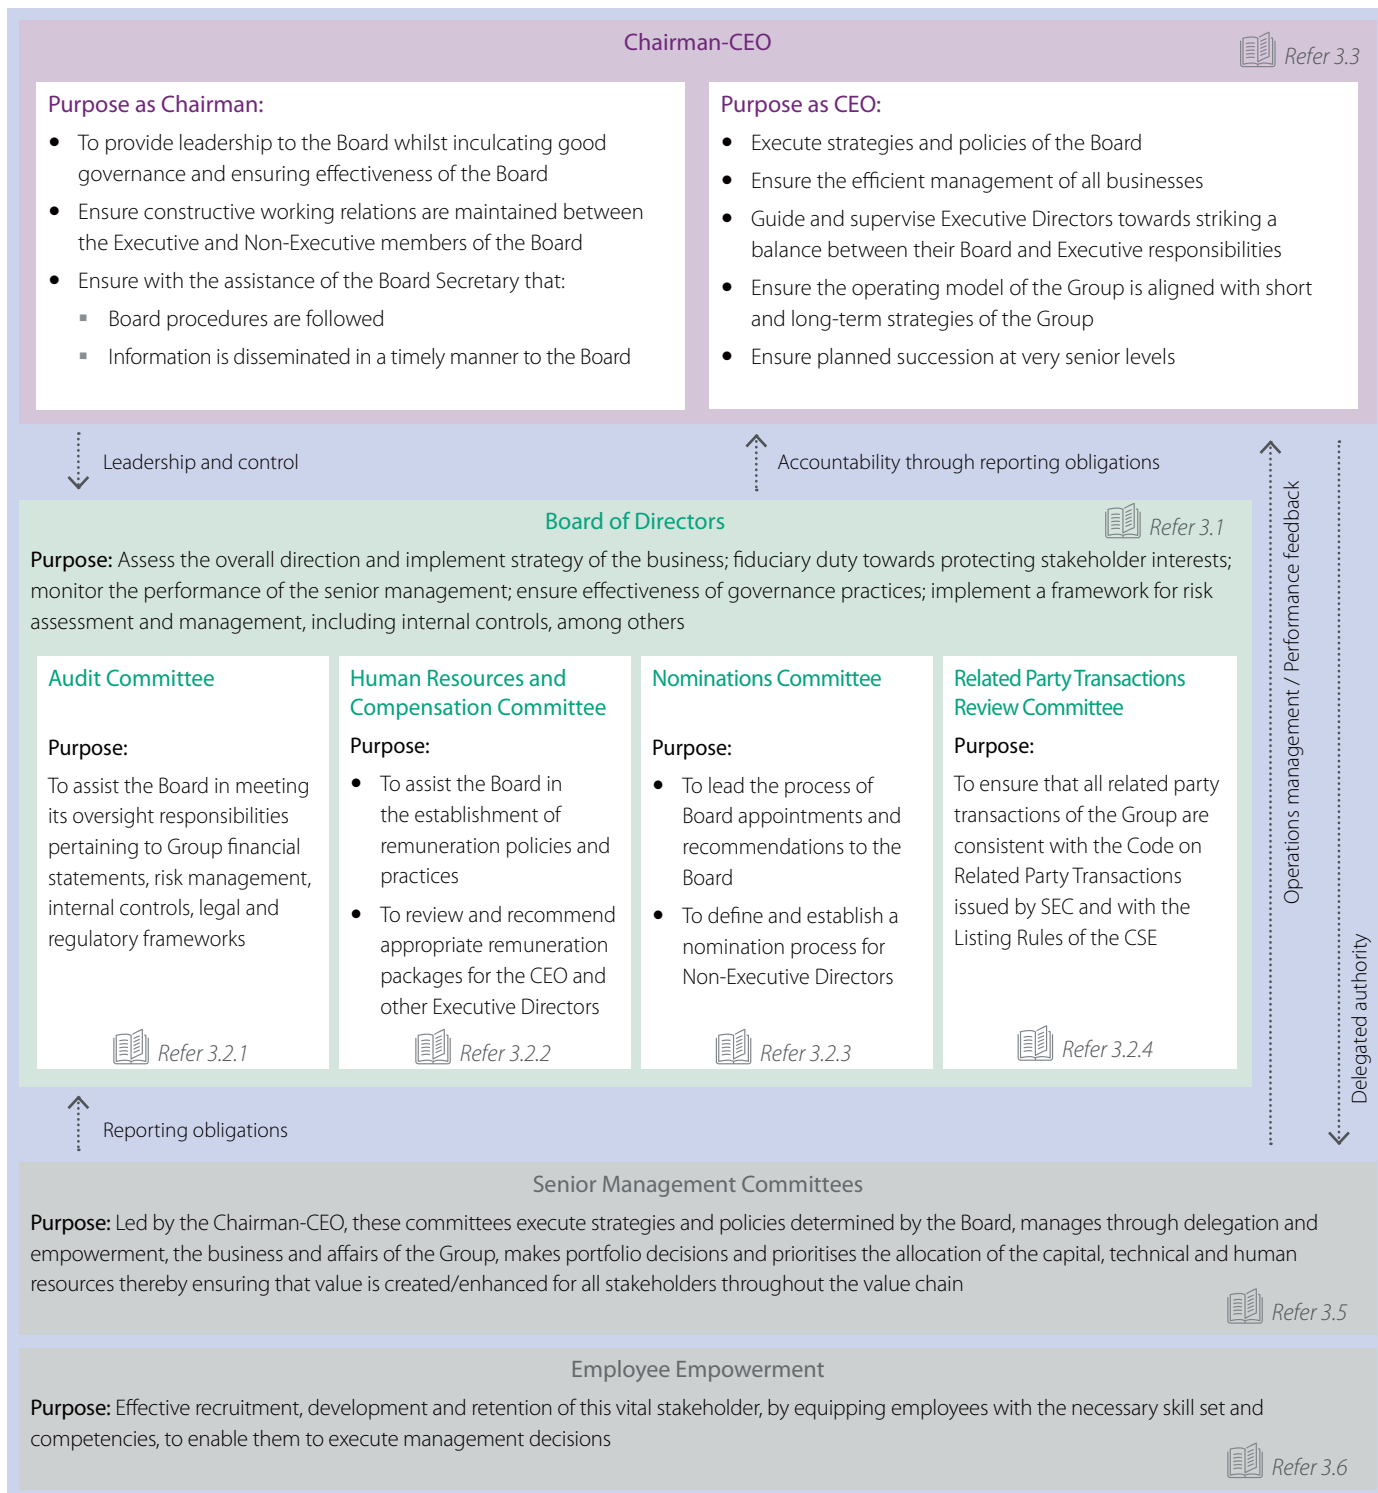 Chairman-CEO
Refer 3.3
Purpose as Chairman:
• To provide leadership to the Board whilst inculcating good
governance and ensuring effectiveness of the Board
• Ensure constructive working relations are maintained between
the Executive and Non-Executive members of the Board
• Ensure with the assistance of the Board Secretary that:
▪ Board procedures are followed
▪ Information is disseminated in a timely manner to the Board
Purpose as CEO:
• Execute strategies and policies of the Board
• Ensure the efficient management of all businesses
• Guide and supervise Executive Directors towards striking a
balance between their Board and Executive responsibilities
• Ensure the operating model of the Group is aligned with short
and long-term strategies of the Group
• Ensure planned succession at very senior levels
Leadership and control
Accountability through reporting obligations
Operations management / Performance feedback
Delegated authority
Board of Directors
Refer 3.1
Purpose: Assess the overall direction and implement strategy of the business; fiduciary duty towards protecting stakeholder interests;
monitor the performance of the senior management; ensure effectiveness of governance practices; implement a framework for risk
assessment and management, including internal controls, among others
Audit Committee
Purpose:
To assist the Board in meeting
its oversight responsibilities
pertaining to Group financial
statements, risk management,
internal controls, legal and
regulatory frameworks
Refer 3.2.1
Human Resources and
Compensation Committee
Purpose:
• To assist the Board in
the establishment of
remuneration policies and
practices
• To review and recommend
appropriate remuneration
packages for the CEO and
other Executive Directors
Refer 3.2.2
Nominations Committee
Purpose:
• To lead the process of
Board appointments and
recommendations to the
Board
• To define and establish a
nomination process for
Non-Executive Directors
Refer 3.2.3
Related Party Transactions
Review Committee
Purpose:
To ensure that all related party
transactions of the Group are
consistent with the Code on
Related Party Transactions
issued by SEC and with the
Listing Rules of the CSE
Refer 3.2.4
Reporting obligations
Senior Management Committees
Purpose: Led by the Chairman-CEO, these committees execute strategies and policies determined by the Board, manages through delegation and
empowerment, the business and affairs of the Group, makes portfolio decisions and prioritises the allocation of the capital, technical and human
resources thereby ensuring that value is created/enhanced for all stakeholders throughout the value chain
Refer 3.5
Employee Empowerment
Purpose: Effective recruitment, development and retention of this vital stakeholder, by equipping employees with the necessary skill set and
competencies, to enable them to execute management decisions
Refer 3.6